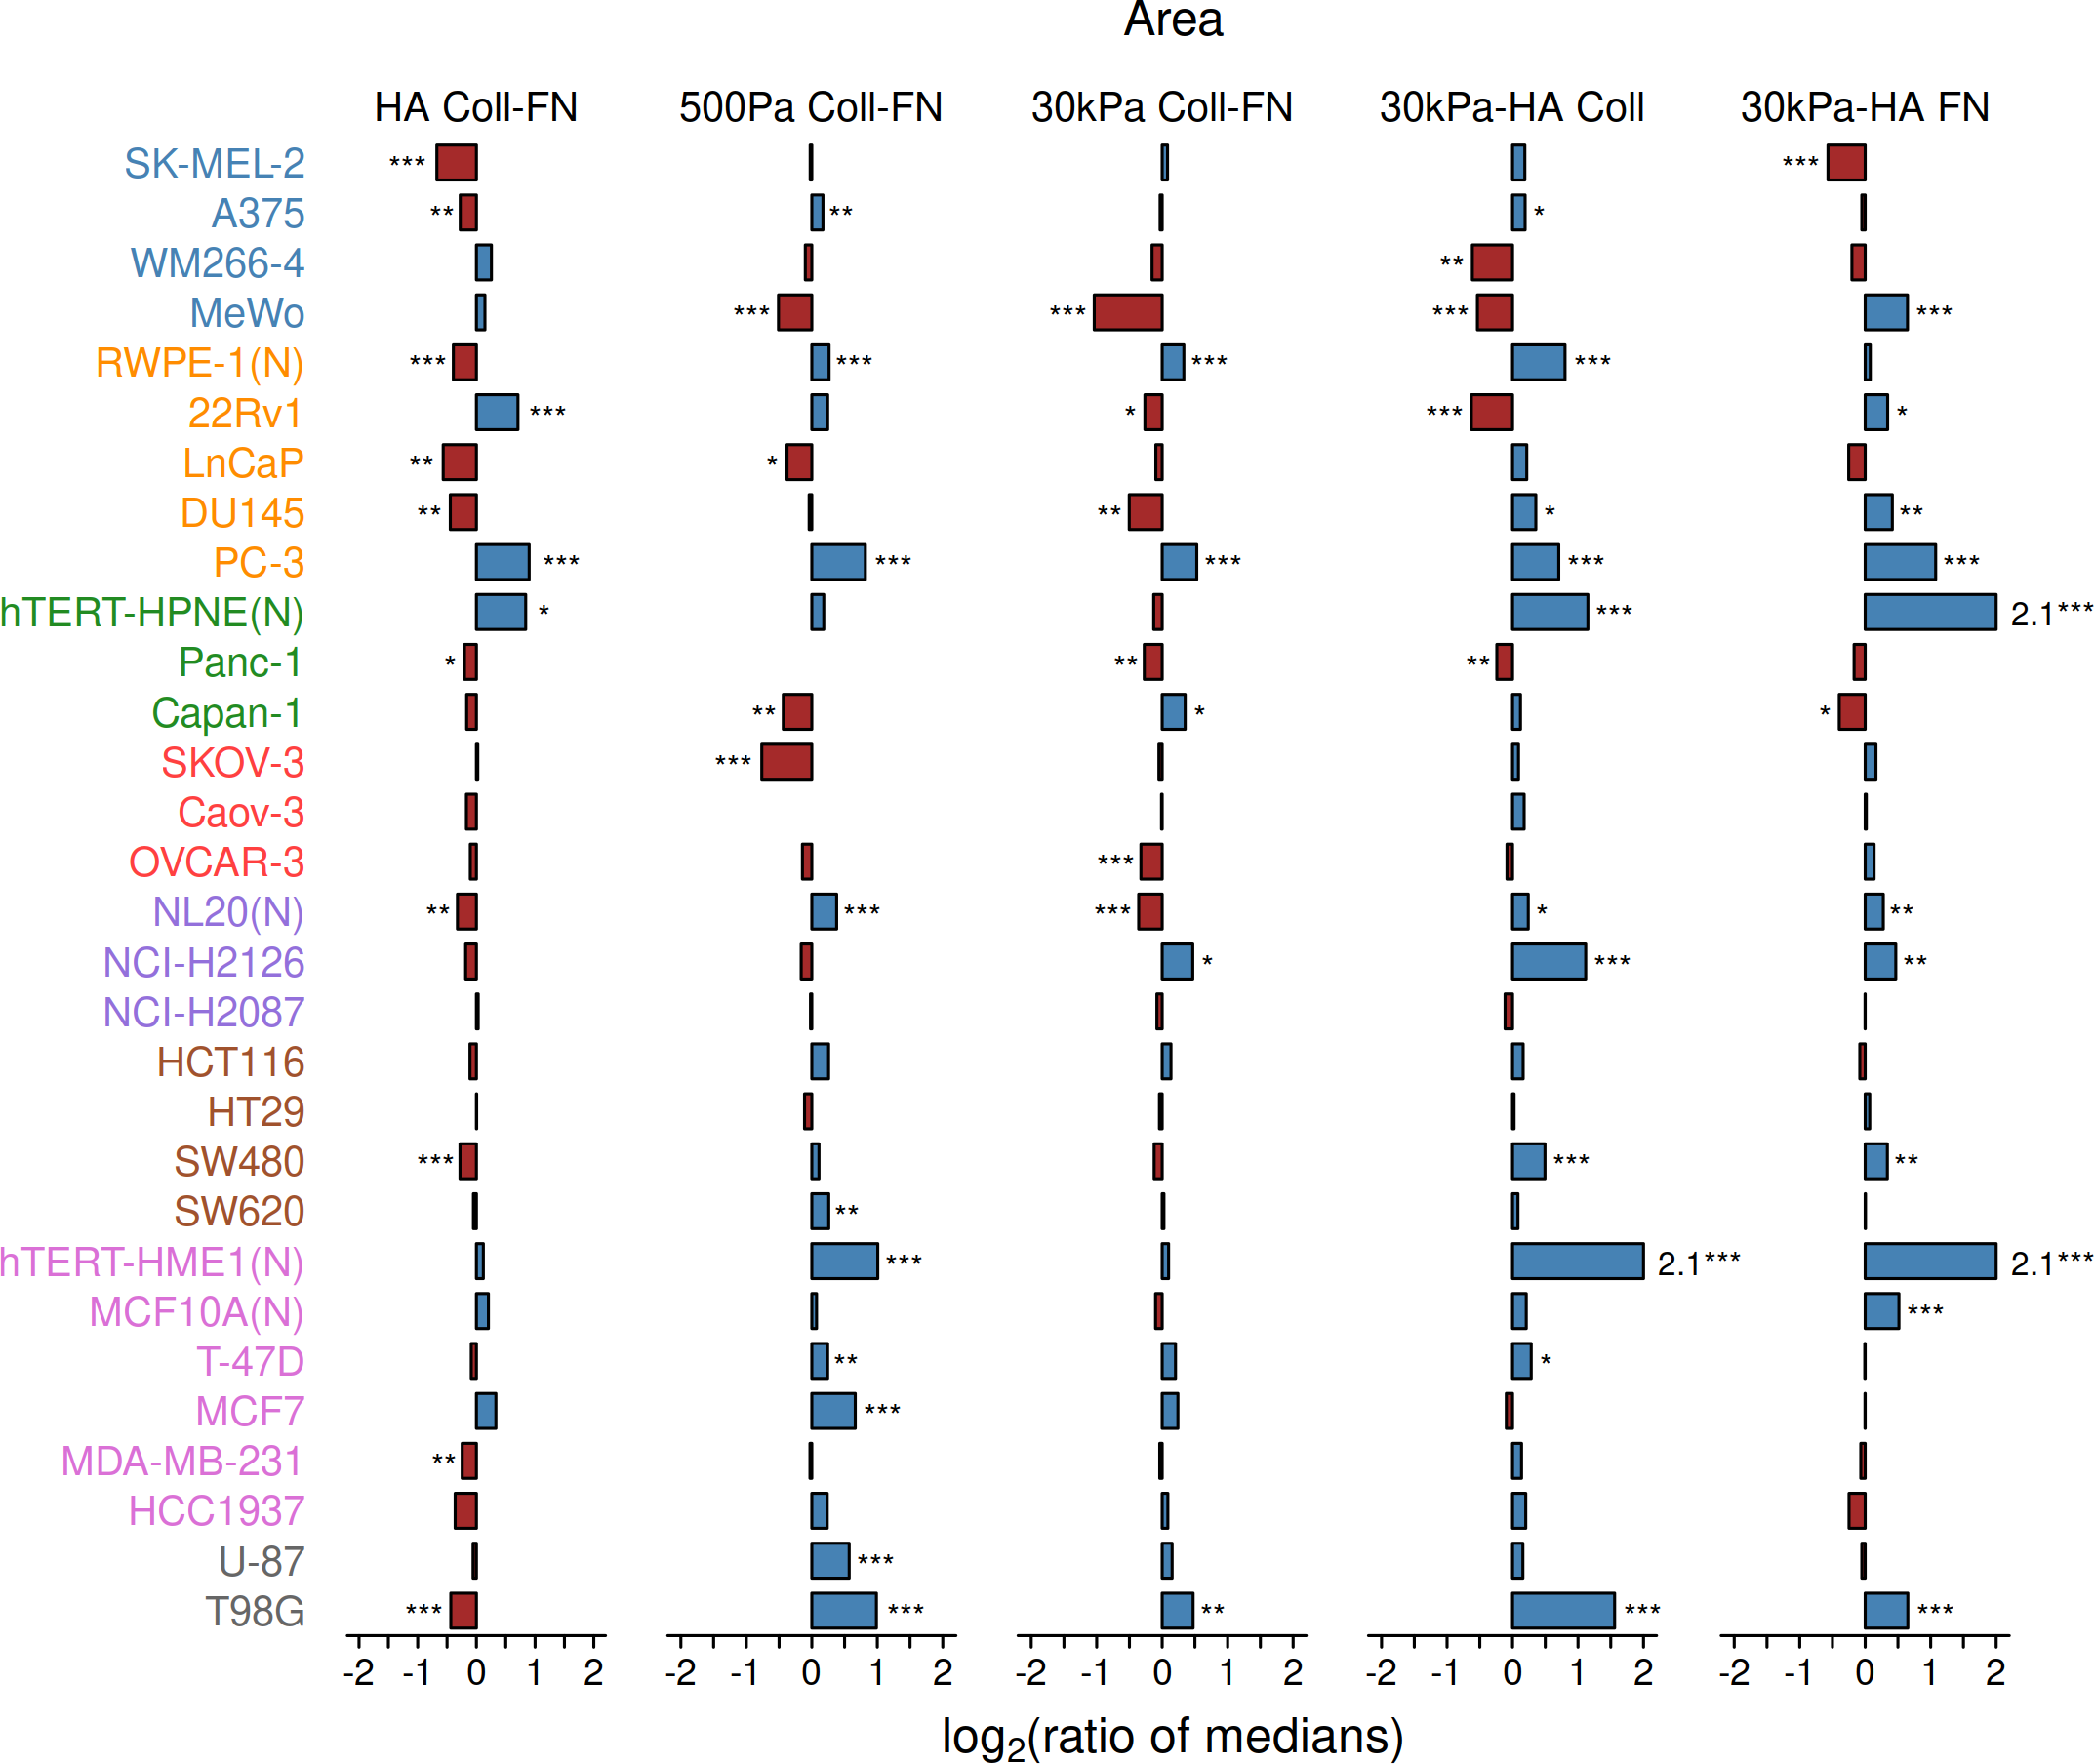 Area
HA Coll-FN 500Pa Coll-FN 30kPa Coll-FN 30kPa-HA Coll 30kPa-HA FN
SK-MEL-2 *** ***
A375 ** ** *
WM266-4 **
MeWo *** *** *** ***
RWPE-1(N) *** *** *** ***
22Rv1 *** * *** *
LnCaP ** *
DU145 ** ** * **
PC-3 *** *** *** *** ***
hTERT-HPNE(N) * *** 2.1***
Panc-1 * ** **
Capan-1 ** * *
SKOV-3 ***
Caov-3
OVCAR-3 ***
NL20(N) ** *** *** * **
NCI-H2126 * *** **
NCI-H2087
HCT116
HT29
SW480 *** *** **
SW620 **
hTERT-HME1(N) *** 2.1*** 2.1***
MCF10A(N) ***
T-47D ** *
MCF7 ***
MDA-MB-231 **
HCC1937
U-87 ***
T98G *** *** ** *** ***
-2 -1 0 1 2 -2 -1 0 1 2 -2 -1 0 1 2 -2 -1 0 1 2 -2 -1 0 1 2
log₂(ratio of medians)